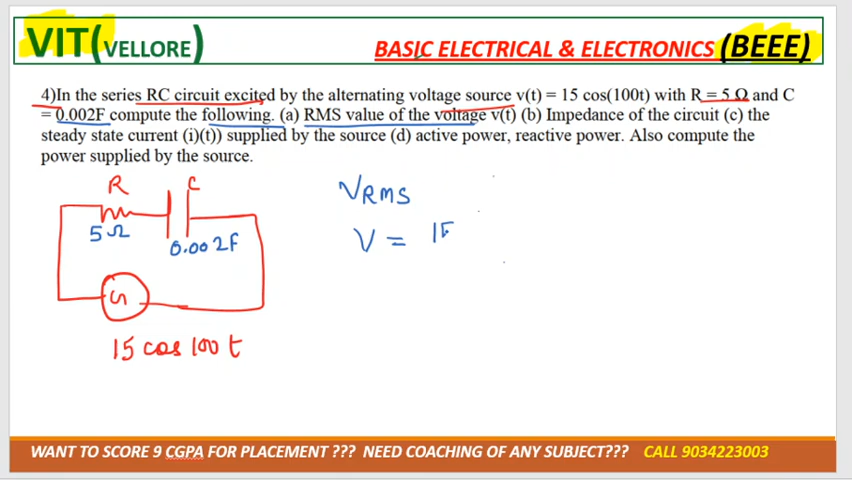 VIT(VELLORE)
BASIC ELECTRICAL & ELECTRONICS (BEEE)
4)In the series RC circuit excited by the alternating voltage source v(t) = 15 cos(100t) with R = 5 Ω and C
= 0.002F compute the following. (a) RMS value of the voltage v(t) (b) Impedance of the circuit (c) the
steady state current (i)(t)) supplied by the source (d) active power, reactive power. Also compute the
power supplied by the source.
R C
5Ω 0.002F
15 cos 100 t
VRMS
V = 15
WANT TO SCORE 9 CGPA FOR PLACEMENT ??? NEED COACHING OF ANY SUBJECT??? CALL 9034223003